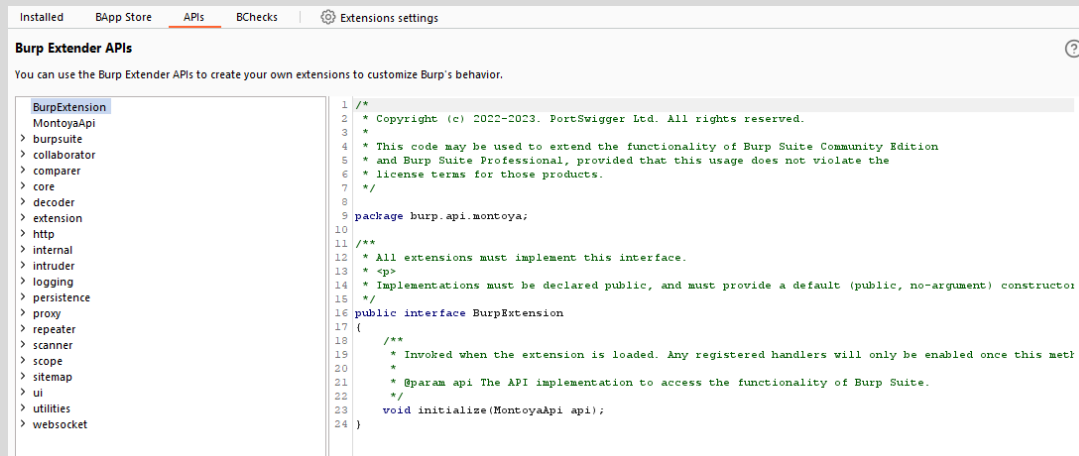 Installed BApp Store APIs BChecks Extensions settings
Burp Extender APIs
?
You can use the Burp Extender APIs to create your own extensions to customize Burp's behavior.
BurpExtension
MontoyaApi
> burpsuite
> collaborator
> comparer
> core
> decoder
> extension
> http
> internal
> intruder
> logging
> persistence
> proxy
> repeater
> scanner
> scope
> sitemap
> ui
> utilities
> websocket
1 /*
2  * Copyright (c) 2022-2023. PortSwigger Ltd. All rights reserved.
3  *
4  * This code may be used to extend the functionality of Burp Suite Community Edition
5  * and Burp Suite Professional, provided that this usage does not violate the
6  * license terms for those products.
7  */
8
9 package burp.api.montoya;
10
11 /**
12  * All extensions must implement this interface.
13  * <p>
14  * Implementations must be declared public, and must provide a default (public, no-argument) constructor
15  */
16 public interface BurpExtension
17 {
18     /**
19      * Invoked when the extension is loaded. Any registered handlers will only be enabled once this meth
20      *
21      * @param api The API implementation to access the functionality of Burp Suite.
22      */
23     void initialize(MontoyaApi api);
24 }